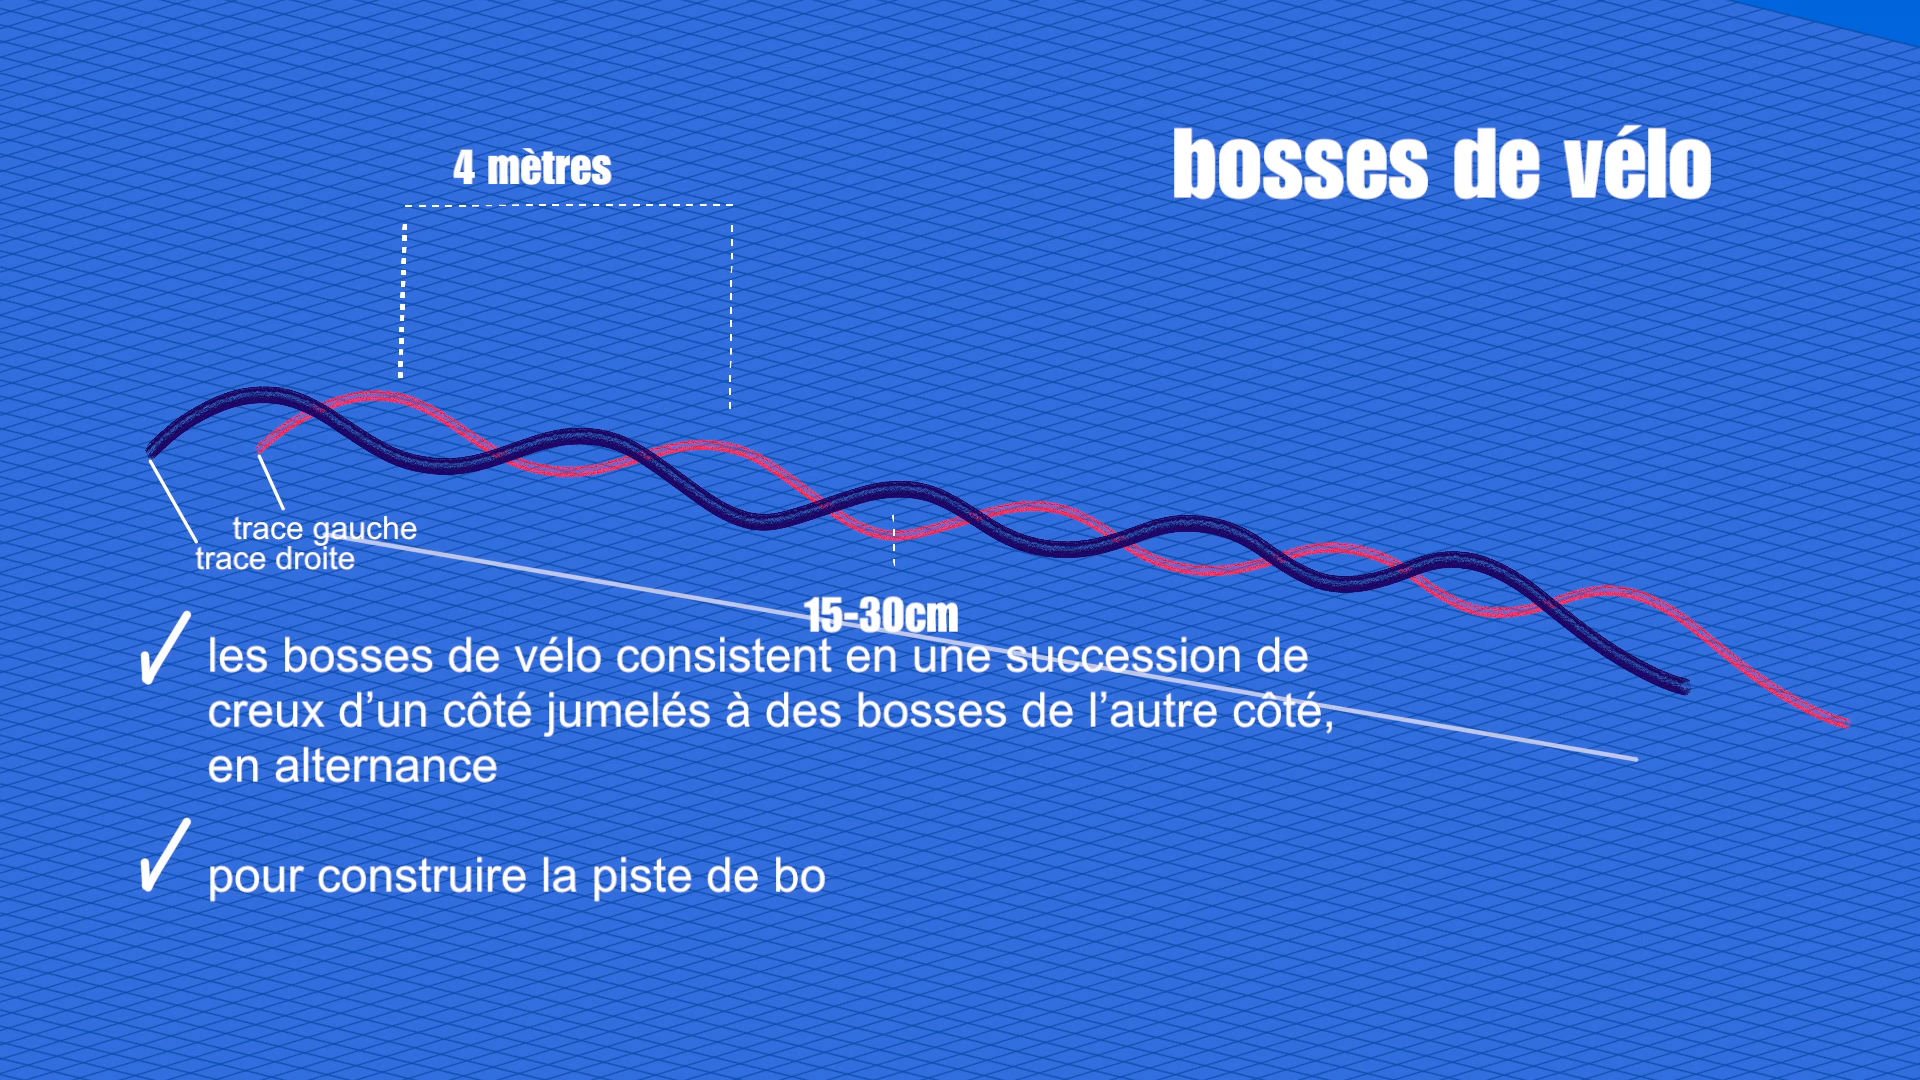 bosses de vélo
4 mètres
trace gauche
trace droite
15-30cm
les bosses de vélo consistent en une succession de
creux d’un côté jumelés à des bosses de l’autre côté,
en alternance
pour construire la piste de bo